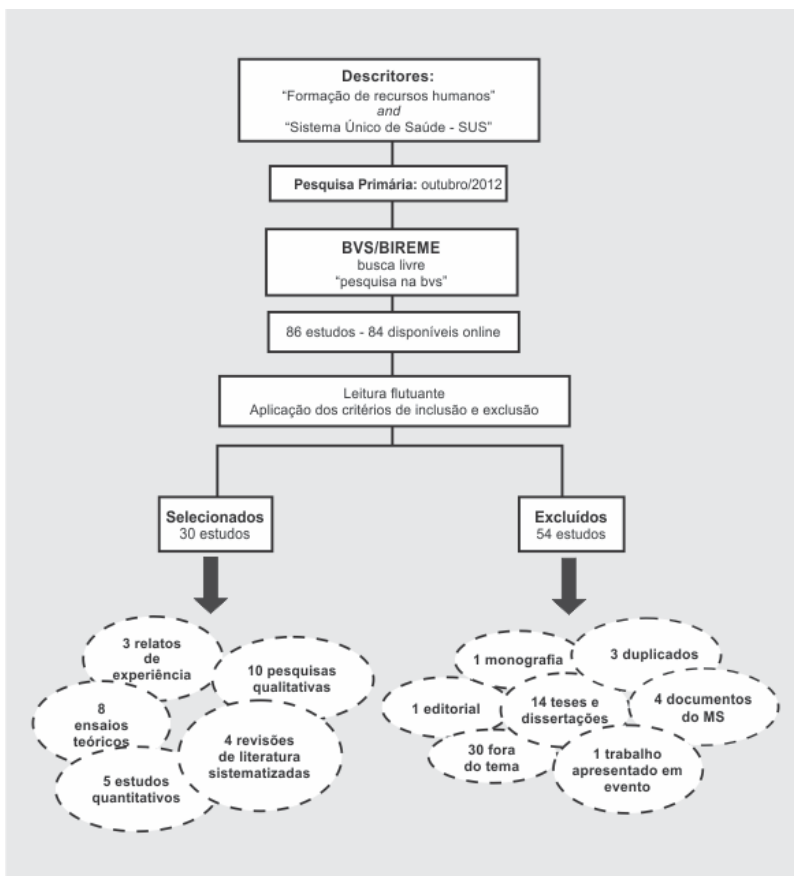 Descritores:
“Formação de recursos humanos”
and
“Sistema Único de Saúde - SUS”
Pesquisa Primária: outubro/2012
BVS/BIREME
busca livre
“pesquisa na bvs”
86 estudos - 84 disponíveis online
Leitura flutuante
Aplicação dos critérios de inclusão e exclusão
Selecionados
30 estudos
3 relatos
de
experiência
10 pesquisas
qualitativas
8
ensaios
teóricos
4 revisões
de literatura
sistematizadas
5 estudos
quantitativos
Excluídos
54 estudos
1 monografia
3 duplicados
1 editorial
14 teses e
dissertações
4 documentos
do MS
30 fora
do tema
1 trabalho
apresentado em
evento